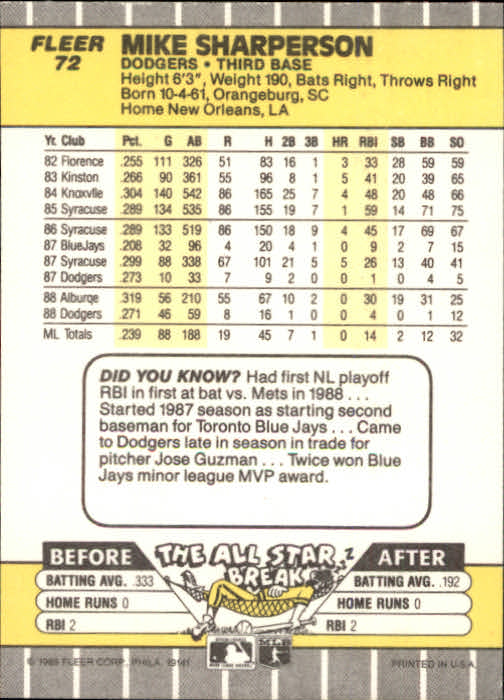 FLEER
72
MIKE SHARPERSON
DODGERS • THIRD BASE
Height 6'3", Weight 190, Bats Right, Throws Right
Born 10-4-61, Orangeburg, SC
Home New Orleans, LA
Yr. Club Pct. G AB R H 2B 3B HR RBI SB BB SO
82 Florence .255 111 326 51 83 16 1 3 33 28 59 59
83 Kinston .266 90 361 55 96 8 1 5 41 20 39 65
84 Knoxvlle .304 140 542 86 165 25 7 4 48 20 48 66
85 Syracuse .289 134 535 86 155 19 7 1 59 14 71 75
86 Syracuse .289 133 519 86 150 18 9 4 45 17 69 67
87 BlueJays .208 32 96 4 20 4 1 0 9 2 7 15
87 Syracuse .299 88 338 67 101 21 5 5 26 13 40 41
87 Dodgers .273 10 33 7 9 2 0 0 1 0 4 5
88 Alburqe .319 56 210 55 67 10 2 0 30 19 31 25
88 Dodgers .271 46 59 8 16 1 0 0 4 0 1 12
ML Totals .239 88 188 19 45 7 1 0 14 2 12 32
DID YOU KNOW? Had first NL playoff
RBI in first at bat vs. Mets in 1988 . . .
Started 1987 season as starting second
baseman for Toronto Blue Jays . . . Came
to Dodgers late in season in trade for
pitcher Jose Guzman . . . Twice won Blue
Jays minor league MVP award.
BEFORE THE ALL STAR BREAK AFTER
BATTING AVG. .333 BATTING AVG. .192
HOME RUNS 0 HOME RUNS 0
RBI 2 RBI 2
© 1989 FLEER CORP., PHILA. 19141 PRINTED IN U.S.A.